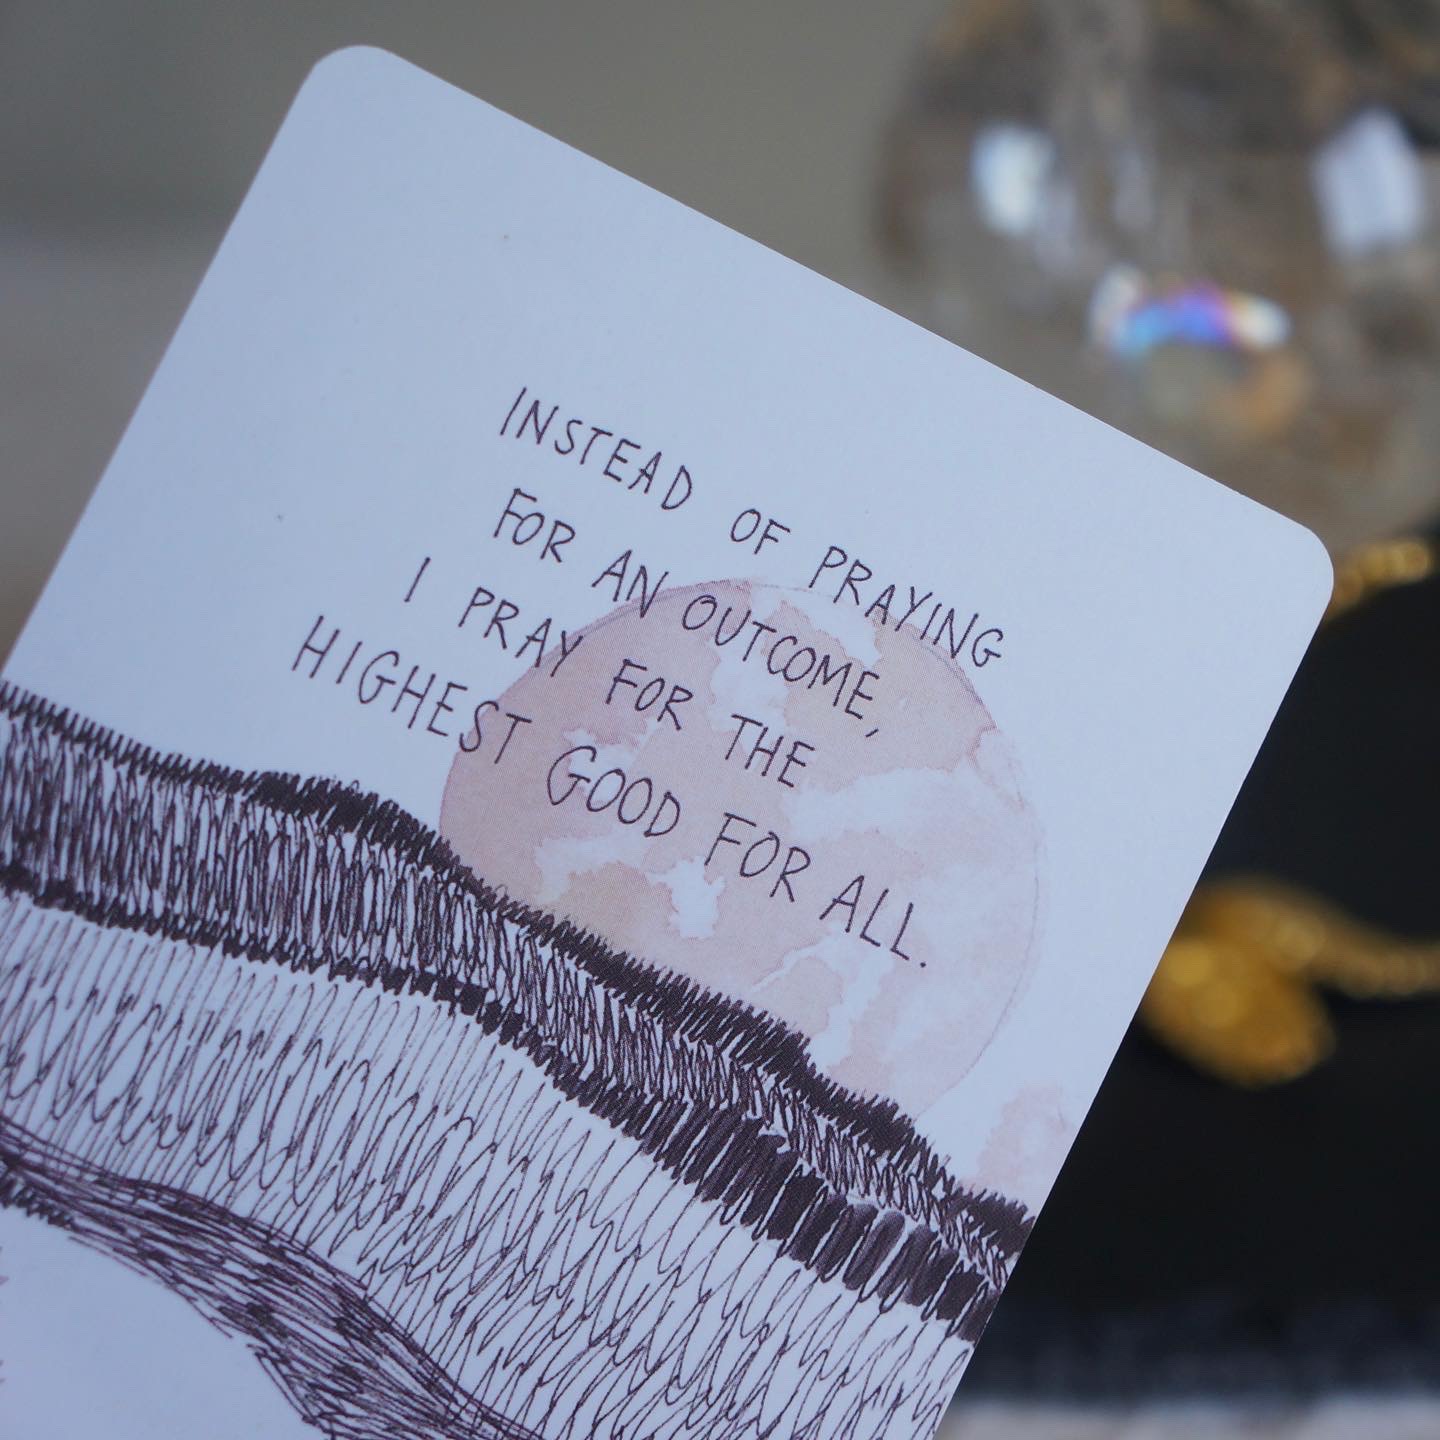 INSTEAD OF PRAYING
FOR AN OUTCOME,
I PRAY FOR THE
HIGHEST GOOD FOR ALL.